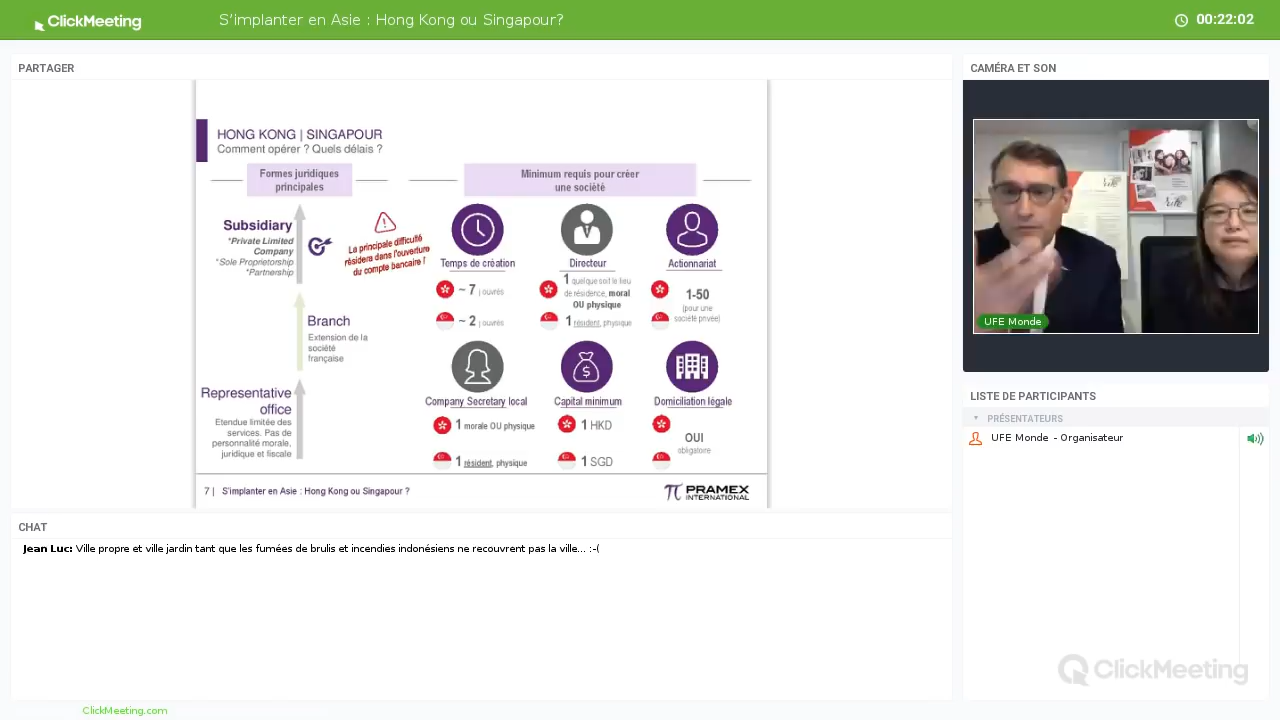 ClickMeeting
S'implanter en Asie : Hong Kong ou Singapour?
00:22:02
PARTAGER
HONG KONG | SINGAPOUR
Comment opérer ? Quels délais ?
Formes juridiques
principales
Minimum requis pour créer
une société
Subsidiary
*Private Limited
Company
*Sole Proprietorship
*Partnership
La principale difficulté
résidera dans l'ouverture
du compte bancaire !
Branch
Extension de la
société
française
Representative
office
Etendue limitée des
services. Pas de
personnalité morale,
juridique et fiscale
Temps de création
~ 7 j ouvrés
~ 2 j ouvrés
Directeur
1 quelque soit le lieu
de résidence, moral
OU physique
1 résident, physique
Actionnariat
1-50
(pour une
société privée)
Company Secretary local
1 morale OU physique
1 résident, physique
Capital minimum
1 HKD
1 SGD
Domiciliation légale
OUI
obligatoire
7 | S'implanter en Asie : Hong Kong ou Singapour ?
PRAMEX
INTERNATIONAL
CAMÉRA ET SON
UFE Monde
LISTE DE PARTICIPANTS
PRÉSENTATEURS
UFE Monde - Organisateur
CHAT
Jean Luc: Ville propre et ville jardin tant que les fumées de brulis et incendies indonésiens ne recouvrent pas la ville... :-(
ClickMeeting
ClickMeeting.com